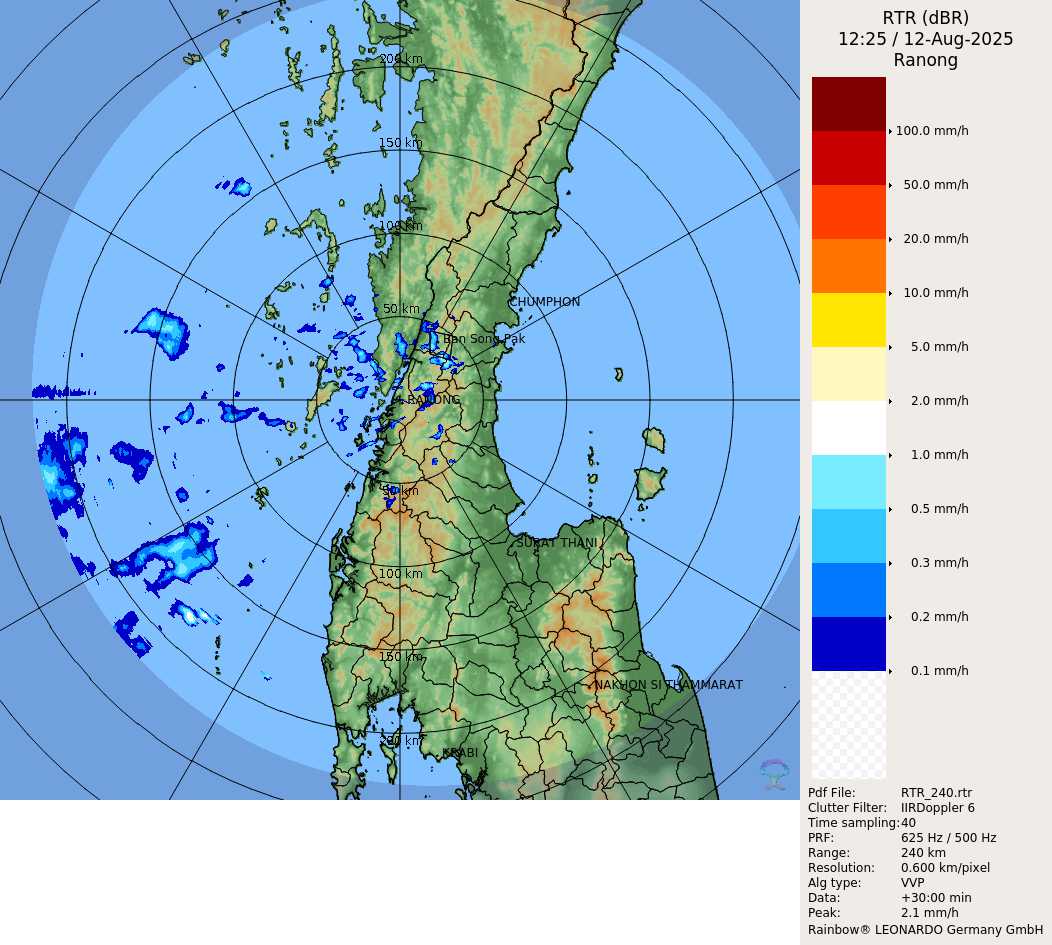 RTR (dBR)
12:25 / 12-Aug-2025
Ranong
100.0 mm/h
50.0 mm/h
20.0 mm/h
10.0 mm/h
5.0 mm/h
2.0 mm/h
1.0 mm/h
0.5 mm/h
0.3 mm/h
0.2 mm/h
0.1 mm/h
Pdf File: RTR_240.rtr
Clutter Filter: IIRDoppler 6
Time sampling: 40
PRF: 625 Hz / 500 Hz
Range: 240 km
Resolution: 0.600 km/pixel
Alg type: VVP
Data: +30:00 min
Peak: 2.1 mm/h
Rainbow® LEONARDO Germany GmbH
200 km
150 km
100 km
50 km
CHUMPHON
Ban Song Pak
RANONG
50 km
SURAT THANI
100 km
150 km
NAKHON SI THAMMARAT
200 km
KRABI